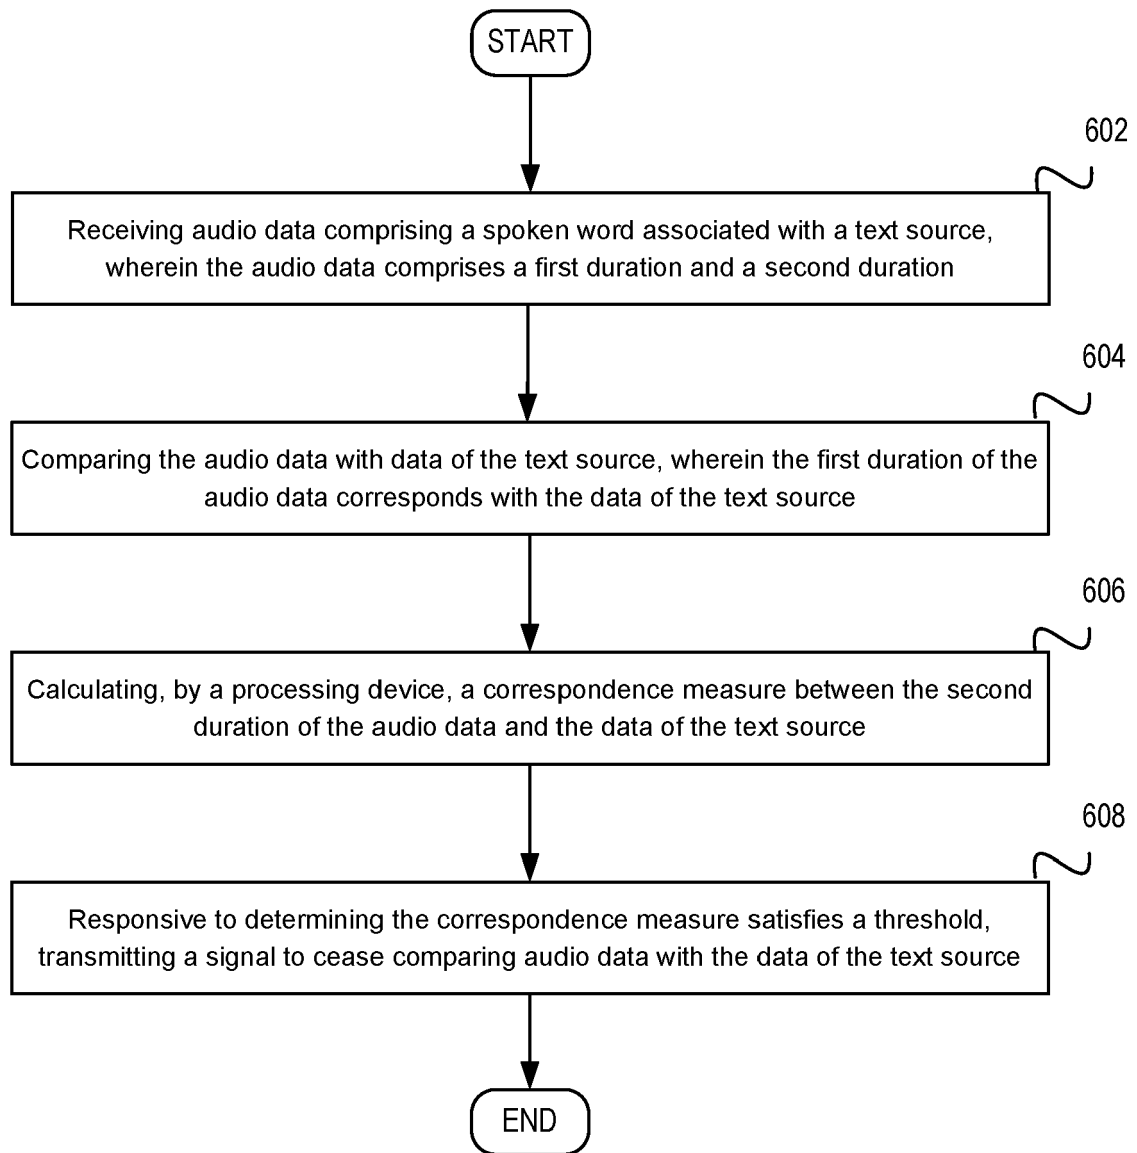 START
602
Receiving audio data comprising a spoken word associated with a text source,
wherein the audio data comprises a first duration and a second duration
604
Comparing the audio data with data of the text source, wherein the first duration of the
audio data corresponds with the data of the text source
606
Calculating, by a processing device, a correspondence measure between the second
duration of the audio data and the data of the text source
608
Responsive to determining the correspondence measure satisfies a threshold,
transmitting a signal to cease comparing audio data with the data of the text source
END